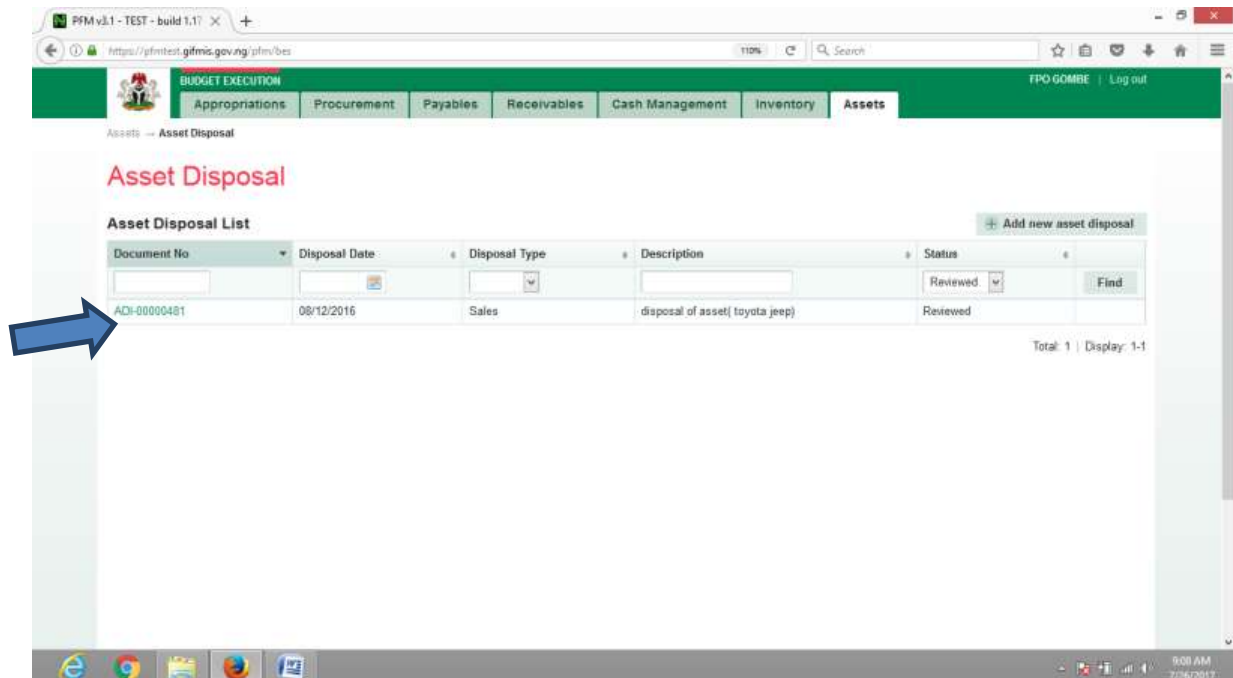 PFM v3.1 - TEST - build 1.17
https://pfmtest.gifmis.gov.ng/pfm/bes
110%
Search
BUDGET EXECUTION
FPO GOMBE | Log out
Appropriations
Procurement
Payables
Receivables
Cash Management
Inventory
Assets
Assets → Asset Disposal
Asset Disposal
Asset Disposal List
Add new asset disposal
Document No
Disposal Date
Disposal Type
Description
Status
Reviewed
Find
ADI-00000481
08/12/2016
Sales
disposal of asset( toyota jeep)
Reviewed
Total: 1 | Display: 1-1
9:08 AM
7/26/2017